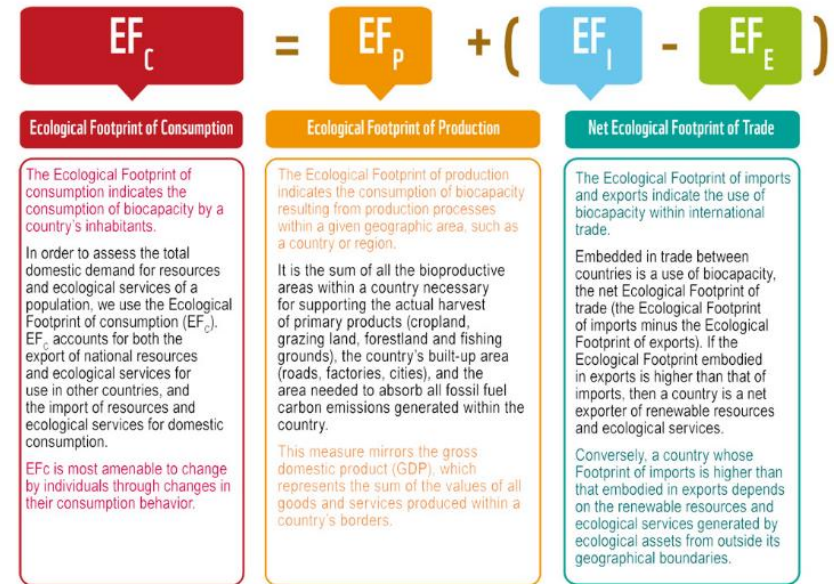 EF_C = EF_P + ( EF_I - EF_E )
Ecological Footprint of Consumption
The Ecological Footprint of
consumption indicates the
consumption of biocapacity by a
country's inhabitants.
In order to assess the total
domestic demand for resources
and ecological services of a
population, we use the Ecological
Footprint of consumption (EF_C).
EF_C accounts for both the
export of national resources
and ecological services for
use in other countries, and
the import of resources and
ecological services for domestic
consumption.
EFc is most amenable to change
by individuals through changes in
their consumption behavior.
Ecological Footprint of Production
The Ecological Footprint of production
indicates the consumption of biocapacity
resulting from production processes
within a given geographic area, such as
a country or region.
It is the sum of all the bioproductive
areas within a country necessary
for supporting the actual harvest
of primary products (cropland,
grazing land, forestland and fishing
grounds), the country's built-up area
(roads, factories, cities), and the
area needed to absorb all fossil fuel
carbon emissions generated within the
country.
This measure mirrors the gross
domestic product (GDP), which
represents the sum of the values of all
goods and services produced within a
country's borders.
Net Ecological Footprint of Trade
The Ecological Footprint of imports
and exports indicate the use of
biocapacity within international
trade.
Embedded in trade between
countries is a use of biocapacity,
the net Ecological Footprint of
trade (the Ecological Footprint
of imports minus the Ecological
Footprint of exports). If the
Ecological Footprint embodied
in exports is higher than that of
imports, then a country is a net
exporter of renewable resources
and ecological services.
Conversely, a country whose
Footprint of imports is higher than
that embodied in exports depends
on the renewable resources and
ecological services generated by
ecological assets from outside its
geographical boundaries.